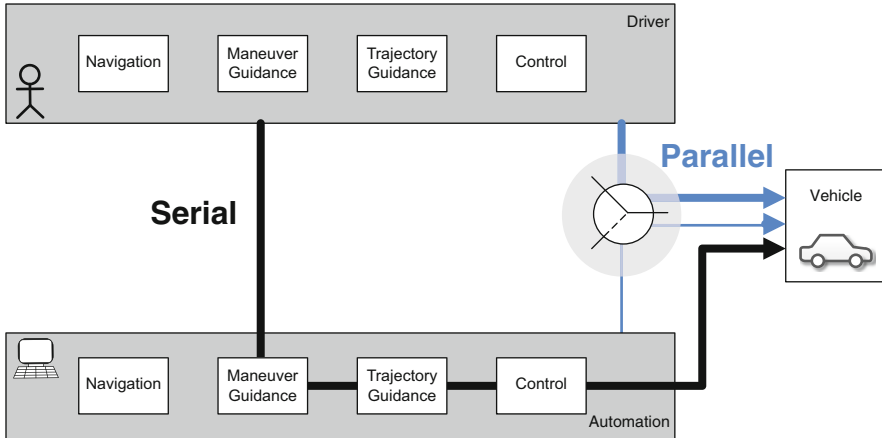 Driver
Navigation
Maneuver
Guidance
Trajectory
Guidance
Control
Parallel
Serial
Vehicle
Navigation
Maneuver
Guidance
Trajectory
Guidance
Control
Automation